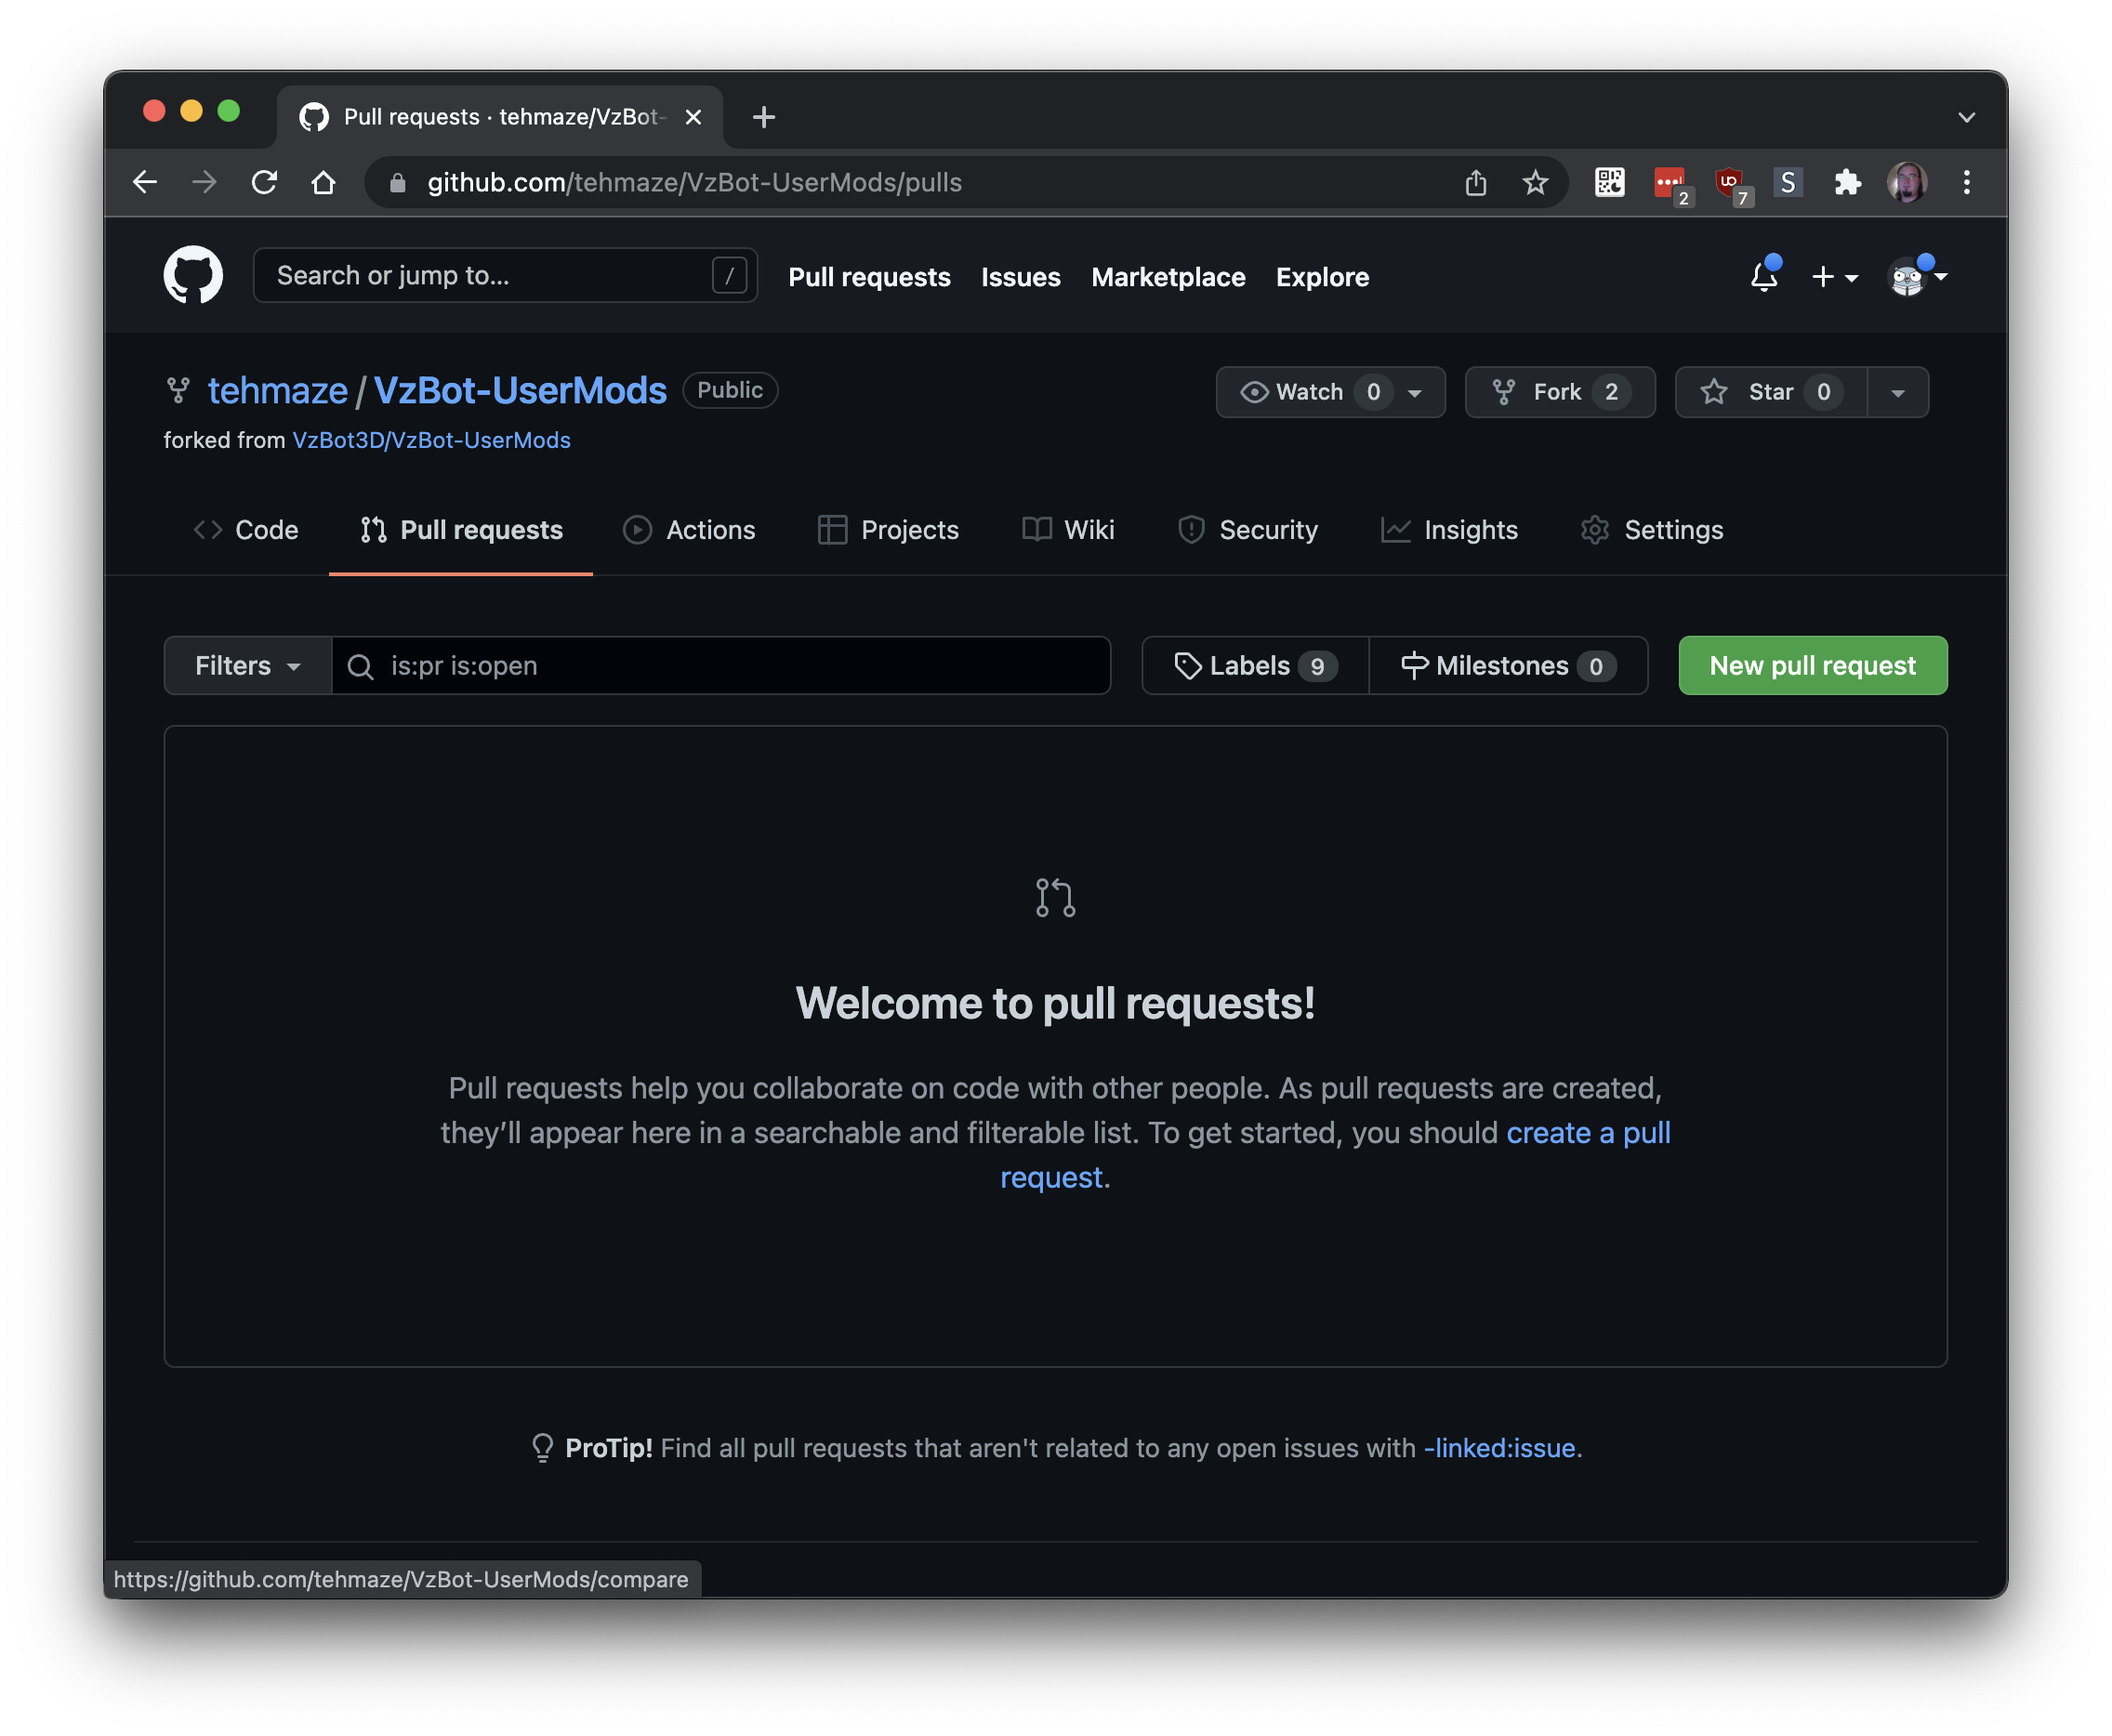 Pull requests · tehmaze/VzBot-
github.com/tehmaze/VzBot-UserMods/pulls
2
UO
7
S
Search or jump to...
/
Pull requests Issues Marketplace Explore
tehmaze / VzBot-UserMods Public
Watch 0 Fork 2 Star 0
forked from VzBot3D/VzBot-UserMods
Code Pull requests Actions Projects Wiki Security Insights Settings
Filters is:pr is:open Labels 9 Milestones 0 New pull request
Welcome to pull requests!
Pull requests help you collaborate on code with other people. As pull requests are created,
they’ll appear here in a searchable and filterable list. To get started, you should create a pull
request.
ProTip! Find all pull requests that aren't related to any open issues with -linked:issue.
https://github.com/tehmaze/VzBot-UserMods/compare